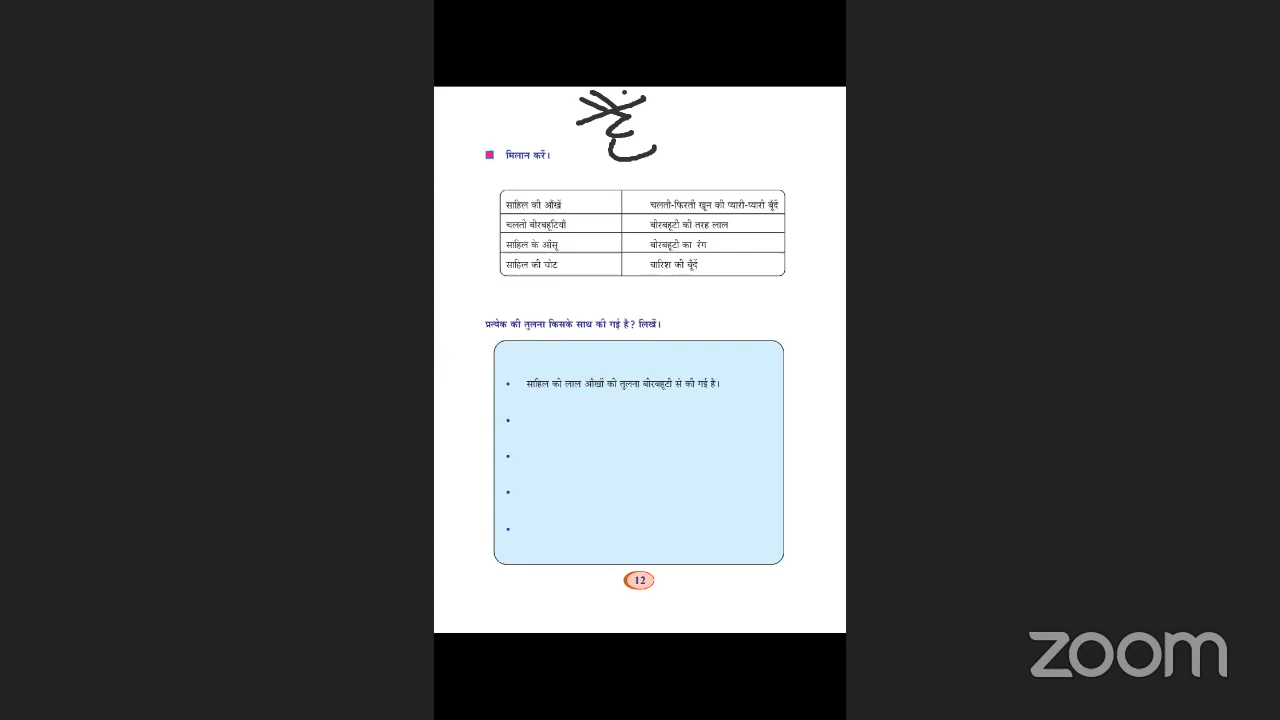 मिलान करें।
साहिल की आँखें चलती-फिरती खून की प्यारी-प्यारी बूँदें
चलती बीरबहूटियाँ बीरबहूटी की तरह लाल
साहिल के आँसू बीरबहूटी का रंग
साहिल की चोट बारिश की बूँदें
प्रत्येक की तुलना किसके साथ की गई है? लिखें।
• साहिल की लाल आँखों की तुलना बीरबहूटी से की गई है।
•
•
•
•
12
zoom